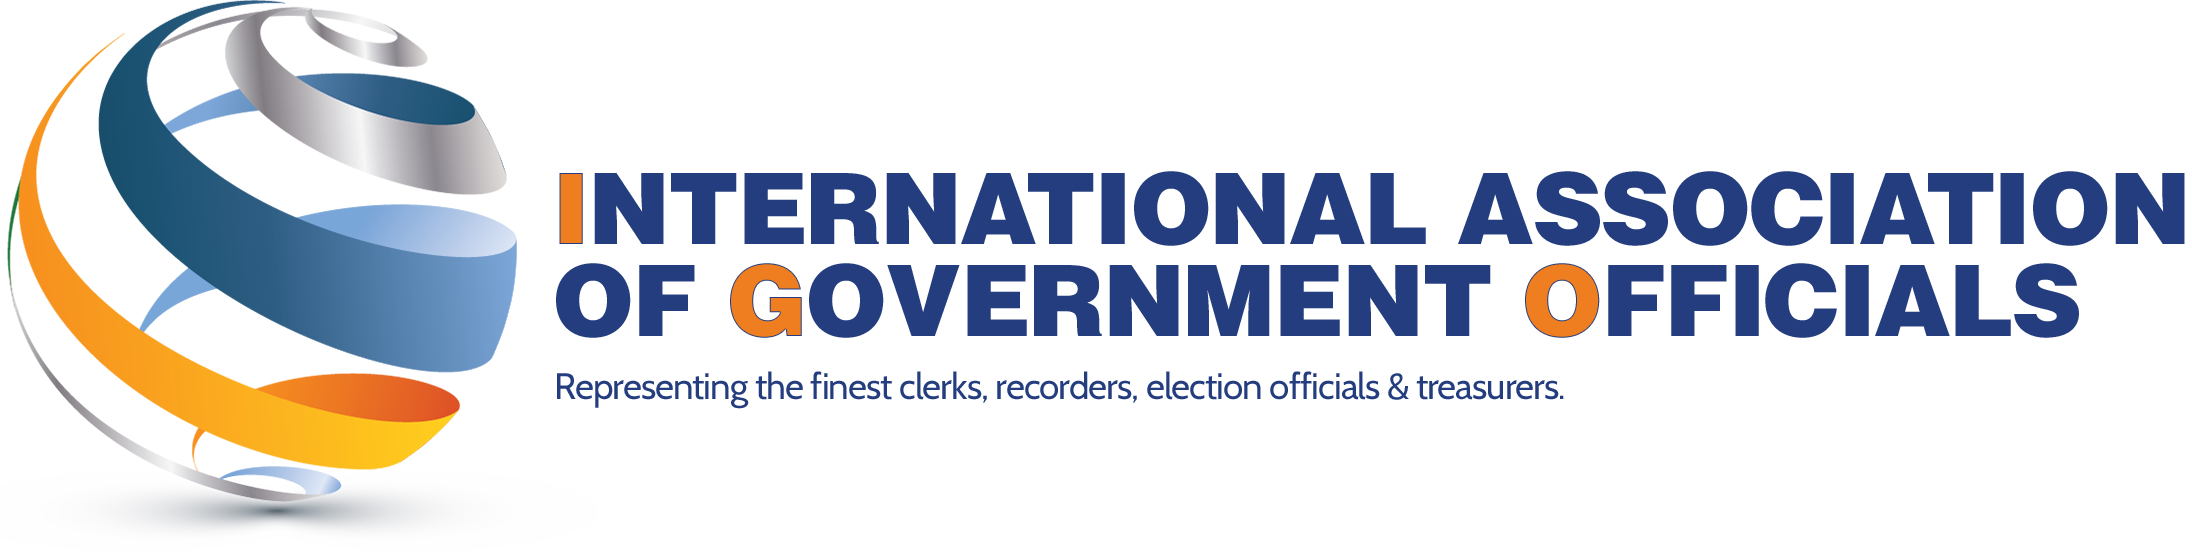 INTERNATIONAL ASSOCIATION
OF GOVERNMENT OFFICIALS
Representing the finest clerks, recorders, election officials & treasurers.